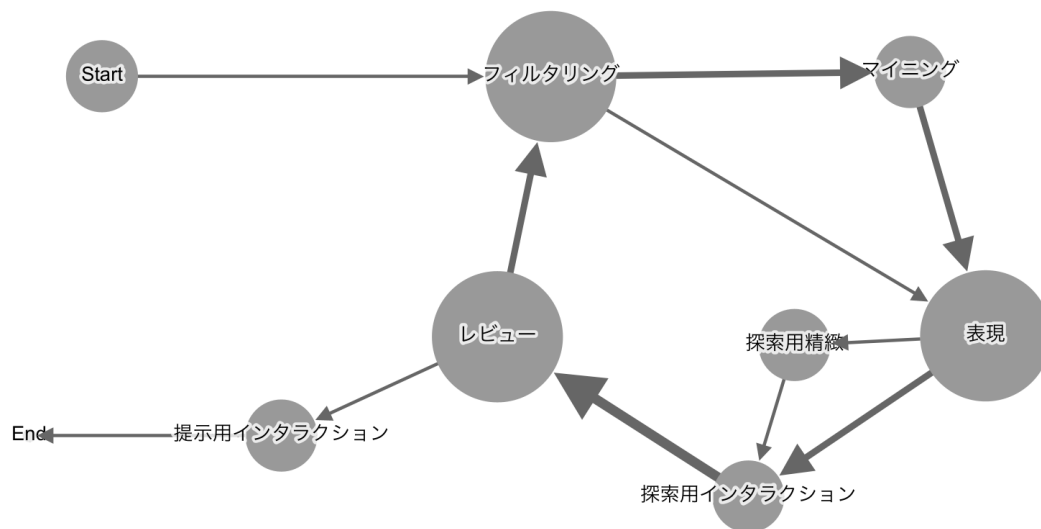 Start
フィルタリング
マイニング
レビュー
探索用精緻
表現
End
提示用インタラクション
探索用インタラクション